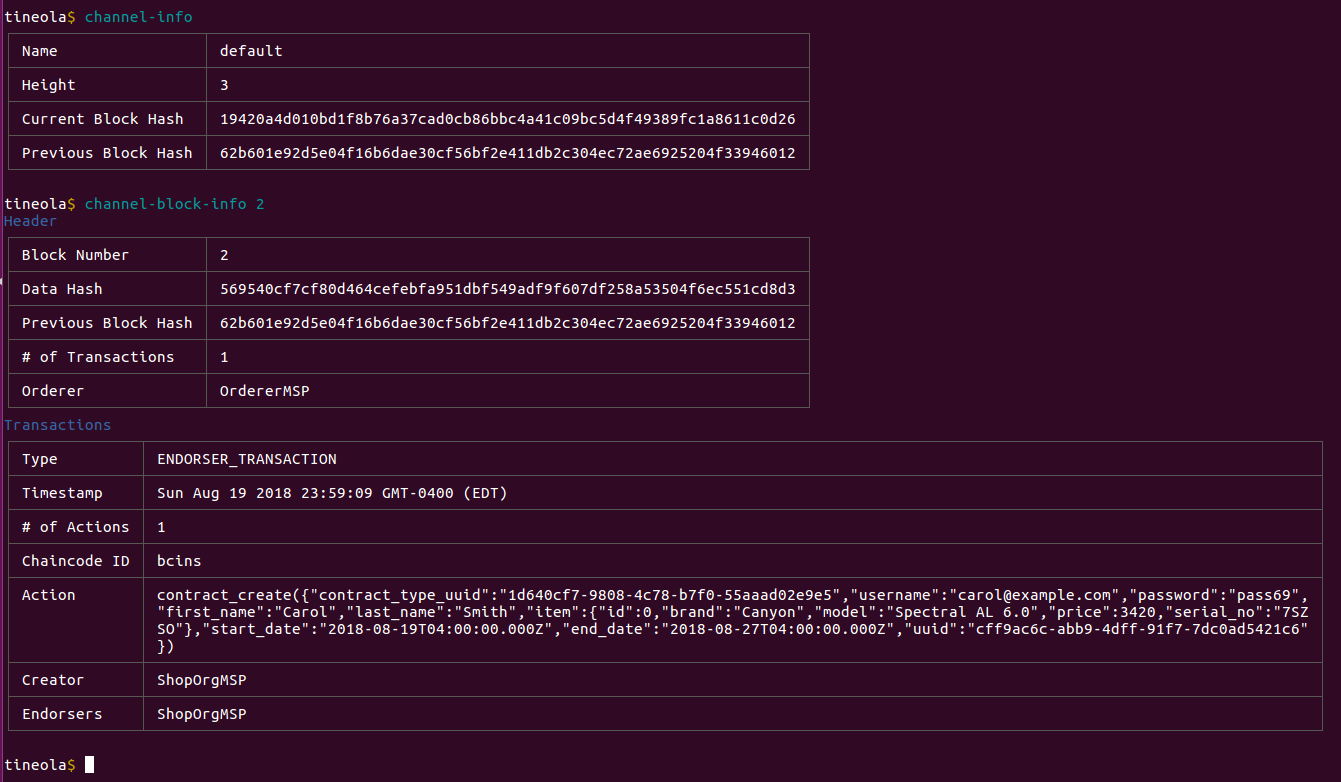 tineola$ channel-info
Name default
Height 3
Current Block Hash 19420a4d010bd1f8b76a37cad0cb86bbc4a41c09bc5d4f49389fc1a8611c0d26
Previous Block Hash 62b601e92d5e04f16b6dae30cf56bf2e411db2c304ec72ae6925204f33946012
tineola$ channel-block-info 2
Header
Block Number 2
Data Hash 569540cf7cf80d464cefebfa951dbf549adf9f607df258a53504f6ec551cd8d3
Previous Block Hash 62b601e92d5e04f16b6dae30cf56bf2e411db2c304ec72ae6925204f33946012
# of Transactions 1
Orderer OrdererMSP
Transactions
Type ENDORSER_TRANSACTION
Timestamp Sun Aug 19 2018 23:59:09 GMT-0400 (EDT)
# of Actions 1
Chaincode ID bcins
Action contract_create({"contract_type_uuid":"1d640cf7-9808-4c78-b7f0-55aaad02e9e5","username":"carol@example.com","password":"pass69",
"first_name":"Carol","last_name":"Smith","item":{"id":0,"brand":"Canyon","model":"Spectral AL 6.0","price":3420,"serial_no":"7SZ
SO"},"start_date":"2018-08-19T04:00:00.000Z","end_date":"2018-08-27T04:00:00.000Z","uuid":"cff9ac6c-abb9-4dff-91f7-7dc0ad5421c6"
})
Creator ShopOrgMSP
Endorsers ShopOrgMSP
tineola$